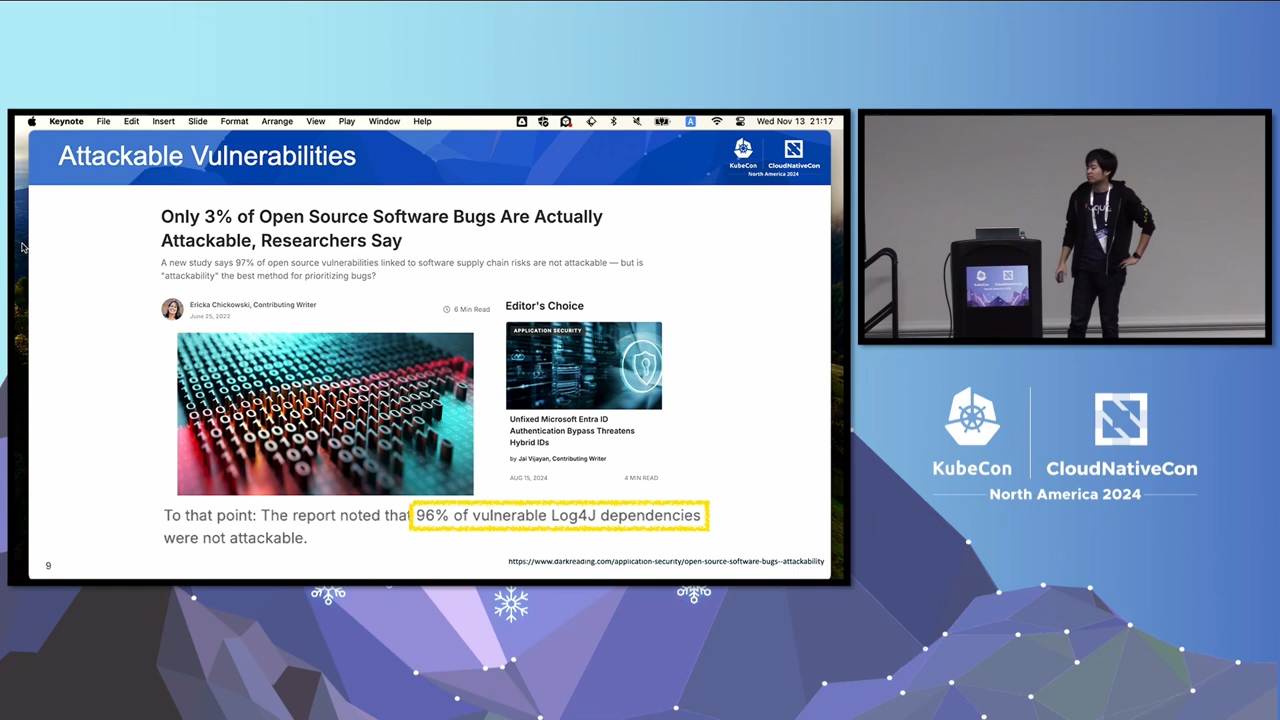 Keynote File Edit Insert Slide Format Arrange View Play Window Help A Wed Nov 13 21:17
Attackable Vulnerabilities
KubeCon CloudNativeCon
North America 2024
Only 3% of Open Source Software Bugs Are Actually
Attackable, Researchers Say
A new study says 97% of open source vulnerabilities linked to software supply chain risks are not attackable — but is
"attackability" the best method for prioritizing bugs?
Ericka Chickowski, Contributing Writer
June 25, 2022
6 Min Read
Editor's Choice
APPLICATION SECURITY
Unfixed Microsoft Entra ID
Authentication Bypass Threatens
Hybrid IDs
by Jai Vijayan, Contributing Writer
AUG 15, 2024 4 MIN READ
To that point: The report noted that 96% of vulnerable Log4J dependencies
were not attackable.
9
https://www.darkreading.com/application-security/open-source-software-bugs--attackability
KubeCon CloudNativeCon
North America 2024